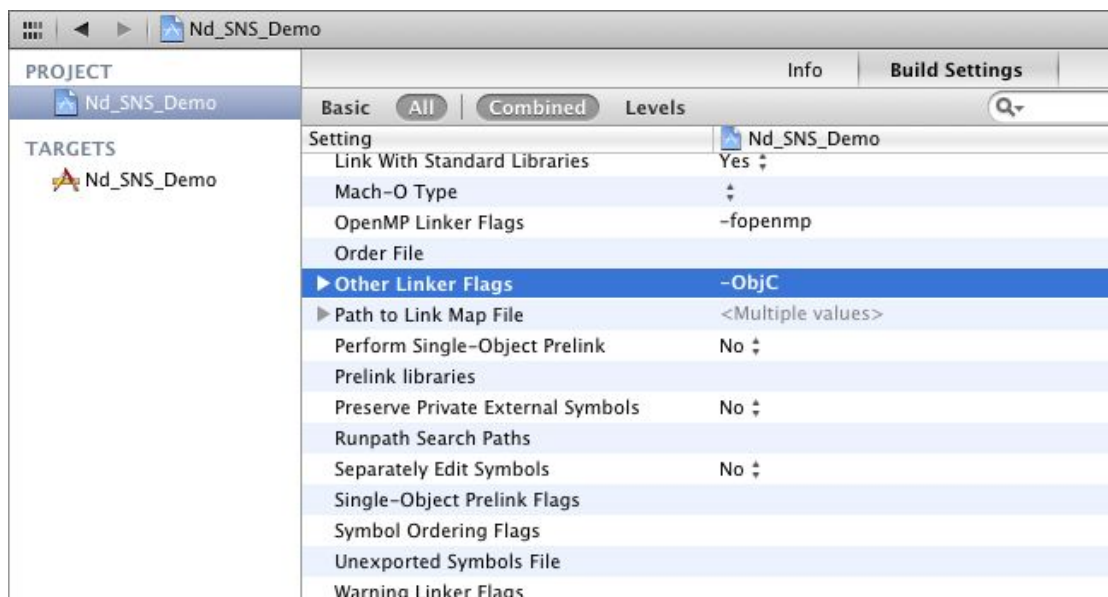 Nd_SNS_Demo
PROJECT
Nd_SNS_Demo
TARGETS
Nd_SNS_Demo
Info Build Settings
Basic All Combined Levels
Setting Nd_SNS_Demo
Link With Standard Libraries Yes
Mach-O Type
OpenMP Linker Flags -fopenmp
Order File
Other Linker Flags -ObjC
Path to Link Map File <Multiple values>
Perform Single-Object Prelink No
Prelink libraries
Preserve Private External Symbols No
Runpath Search Paths
Separately Edit Symbols No
Single-Object Prelink Flags
Symbol Ordering Flags
Unexported Symbols File
Warning Linker Flags